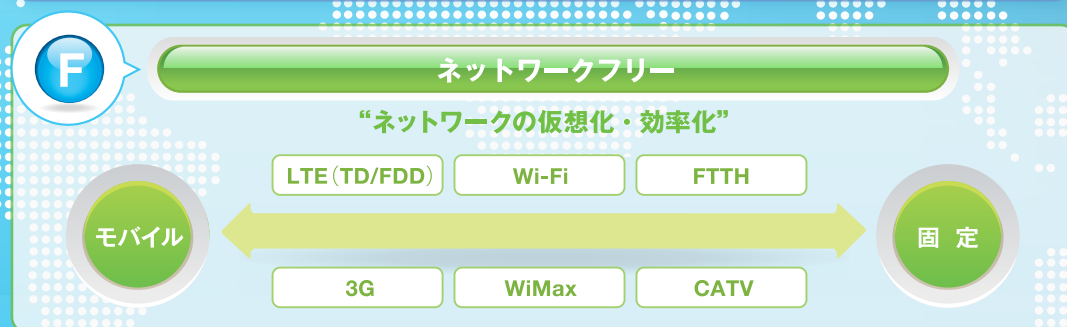 F
ネットワークフリー
“ネットワークの仮想化・効率化”
LTE（TD/FDD）
Wi-Fi
FTTH
モバイル
固 定
3G
WiMax
CATV